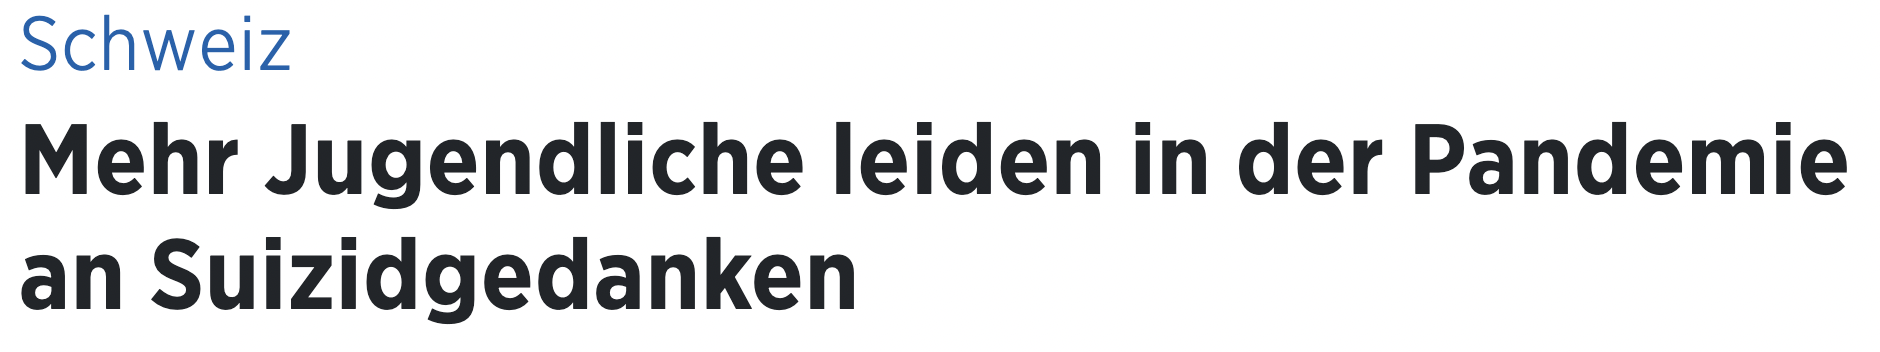 Schweiz
Mehr Jugendliche leiden in der Pandemie
an Suizidgedanken